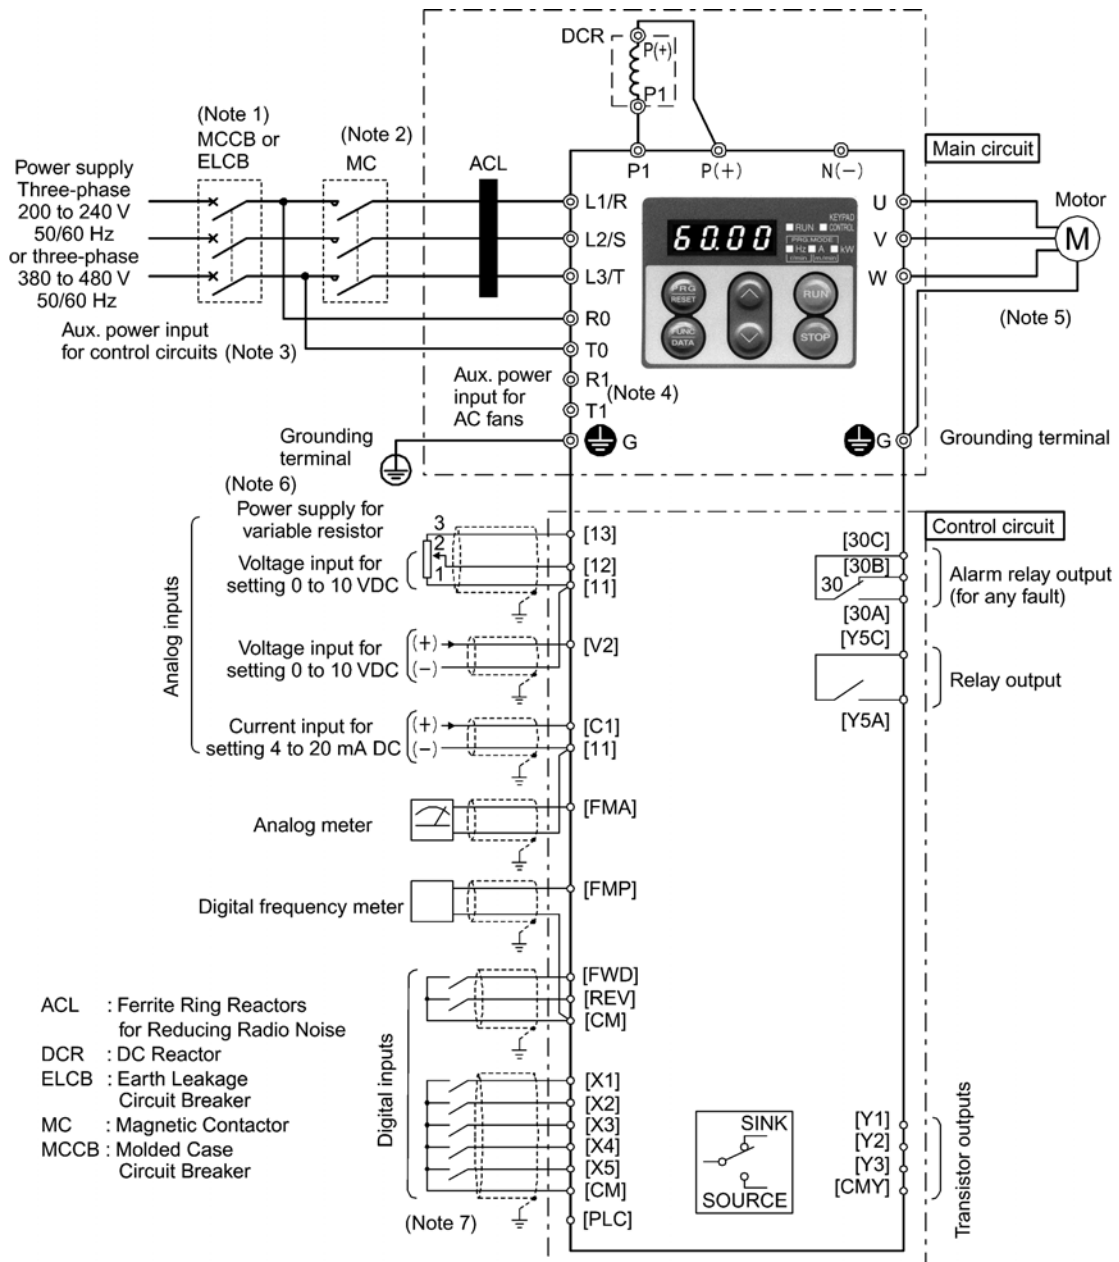 DCR
P(+)
P1
(Note 1)
MCCB or
ELCB
(Note 2)
MC
ACL
P1
P(+)
N(−)
Main circuit
Power supply
Three-phase
200 to 240 V
50/60 Hz
or three-phase
380 to 480 V
50/60 Hz
L1/R
L2/S
L3/T
R0
T0
R1
T1
G
60.00
RUN
KEYPAD
CONTROL
PRG.MODE
Hz
A
kW
r/min
m/min
PRG
RESET
RUN
FUNC
DATA
STOP
U
V
W
Motor
M
(Note 5)
Aux. power input
for control circuits (Note 3)
Aux. power
input for
AC fans
(Note 4)
Grounding
terminal
G
Grounding terminal
(Note 6)
Analog inputs
Power supply for
variable resistor
3
2
1
Voltage input for
setting 0 to 10 VDC
[13]
[12]
[11]
Voltage input for
setting 0 to 10 VDC
(+)
(−)
[V2]
Current input for
setting 4 to 20 mA DC
(+)
(−)
[C1]
[11]
Analog meter
[FMA]
Digital frequency meter
[FMP]
Control circuit
[30C]
[30B]
30
[30A]
Alarm relay output
(for any fault)
[Y5C]
Relay output
[Y5A]
Digital inputs
[FWD]
[REV]
[CM]
[X1]
[X2]
[X3]
[X4]
[X5]
[CM]
(Note 7)
[PLC]
SINK
SOURCE
[Y1]
[Y2]
[Y3]
[CMY]
Transistor outputs
ACL : Ferrite Ring Reactors
for Reducing Radio Noise
DCR : DC Reactor
ELCB : Earth Leakage
Circuit Breaker
MC : Magnetic Contactor
MCCB : Molded Case
Circuit Breaker